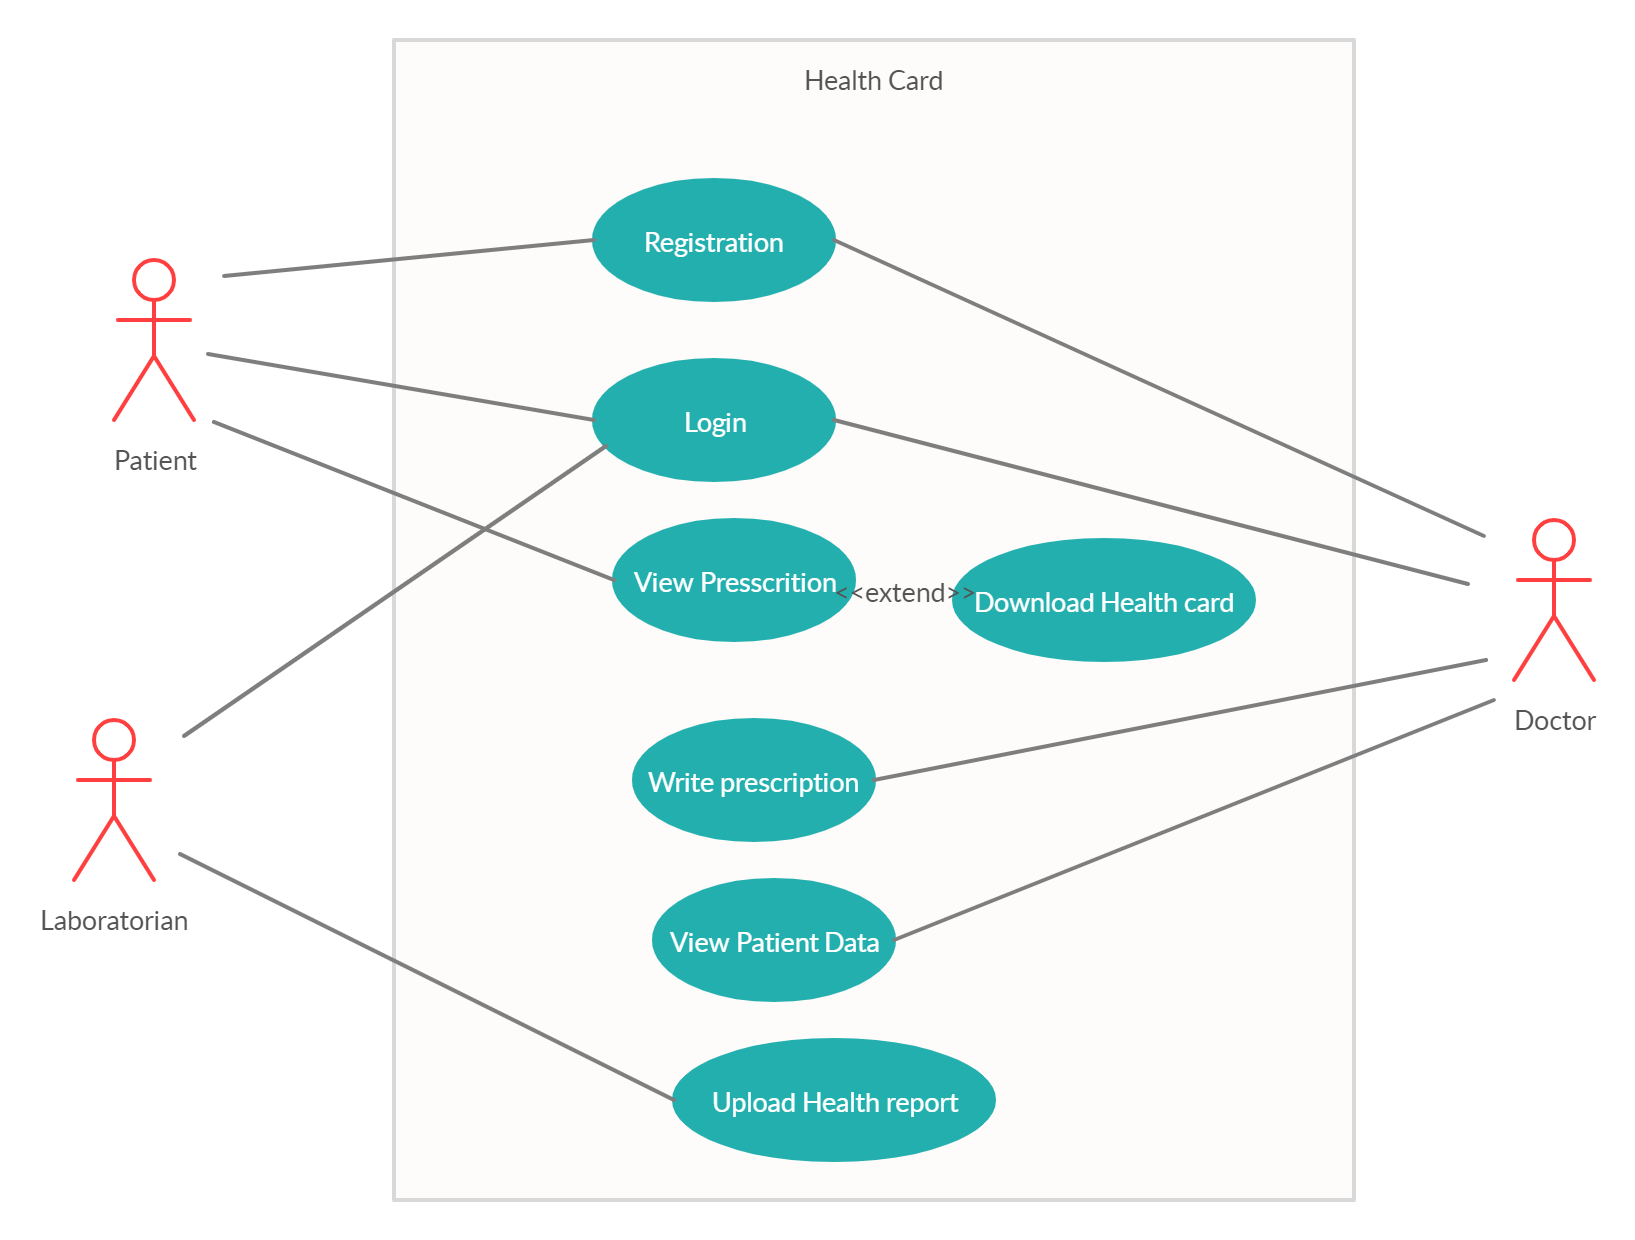 Health Card
Registration
Patient
Login
View Presscrition
<<extend>>
Download Health card
Doctor
Write prescription
Laboratorian
View Patient Data
Upload Health report